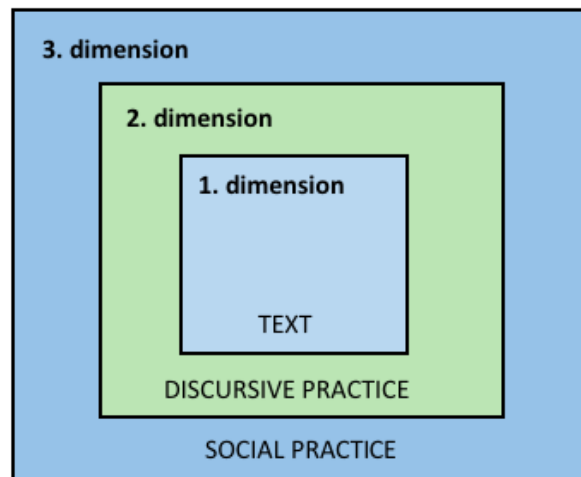 3. dimension
2. dimension
1. dimension
TEXT
DISCURSIVE PRACTICE
SOCIAL PRACTICE